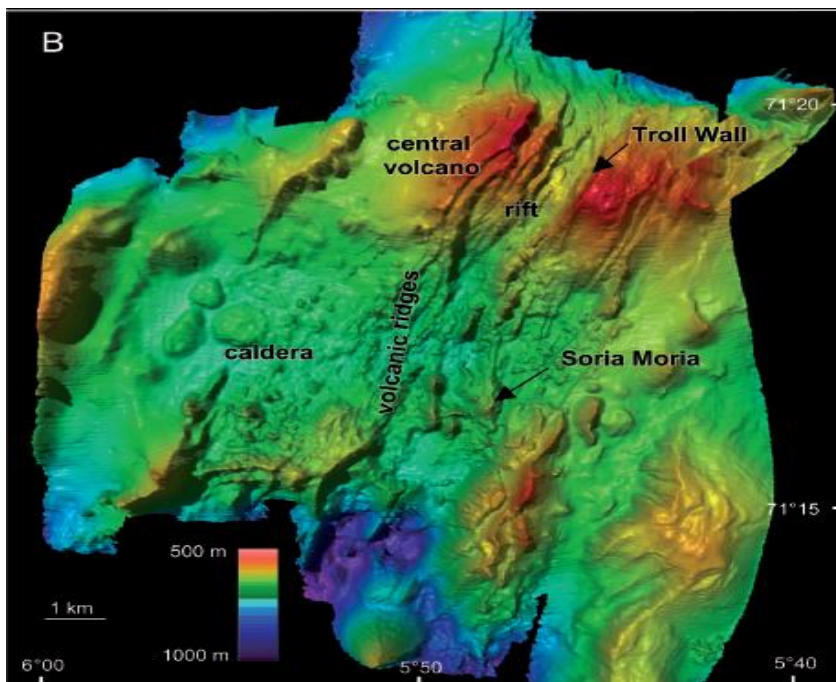 B
71°20
central
volcano
Troll Wall
rift
volcanic ridges
caldera
Soria Moria
71°15
500 m
1 km
1000 m
6°00
5°50
5°40